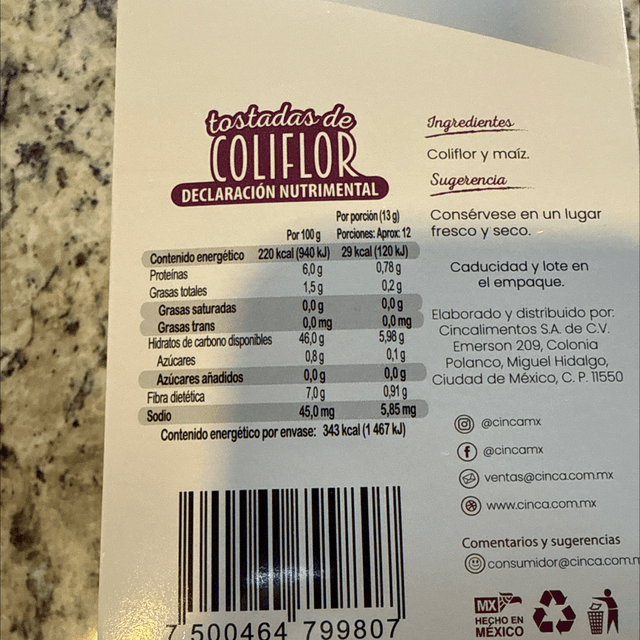 tostadas de
COLIFLOR
DECLARACIÓN NUTRIMENTAL
Por porción (13 g)
Por 100 g Porciones: Aprox: 12
Contenido energético 220 kcal (940 kJ) 29 kcal (120 kJ)
Proteínas 6,0 g 0,78 g
Grasas totales 1,5 g 0,2 g
Grasas saturadas 0,0 g 0,0 g
Grasas trans 0,0 mg 0,0 mg
Hidratos de carbono disponibles 46,0 g 5,98 g
Azúcares 0,8 g 0,1 g
Azúcares añadidos 0,0 g 0,0 g
Fibra dietética 7,0 g 0,91 g
Sodio 45,0 mg 5,85 mg
Contenido energético por envase: 343 kcal (1 467 kJ)
7 500464 799807
Ingredientes
Coliflor y maíz.
Sugerencia
Consérvese en un lugar
fresco y seco.
Caducidad y lote en
el empaque.
Elaborado y distribuido por:
Cincalimentos S.A. de C.V.
Emerson 209, Colonia
Polanco, Miguel Hidalgo,
Ciudad de México, C. P. 11550
@cincamx
@cincamx
ventas@cinca.com.mx
www.cinca.com.mx
Comentarios y sugerencias
consumidor@cinca.com.m
MX
HECHO EN
MÉXICO